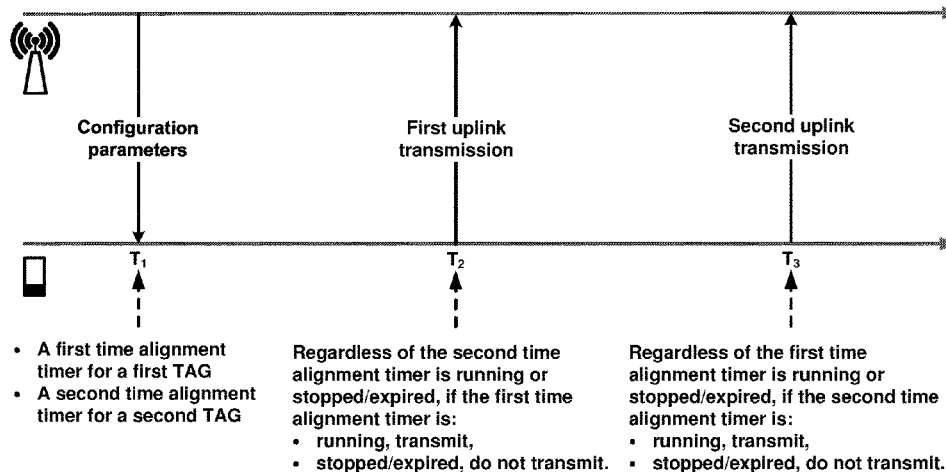 Configuration
parameters
First uplink
transmission
Second uplink
transmission
T₁
T₂
T₃
• A first time alignment
timer for a first TAG
• A second time alignment
timer for a second TAG
Regardless of the second time
alignment timer is running or
stopped/expired, if the first time
alignment timer is:
• running, transmit,
• stopped/expired, do not transmit.
Regardless of the first time
alignment timer is running or
stopped/expired, if the second time
alignment timer is:
• running, transmit,
• stopped/expired, do not transmit.